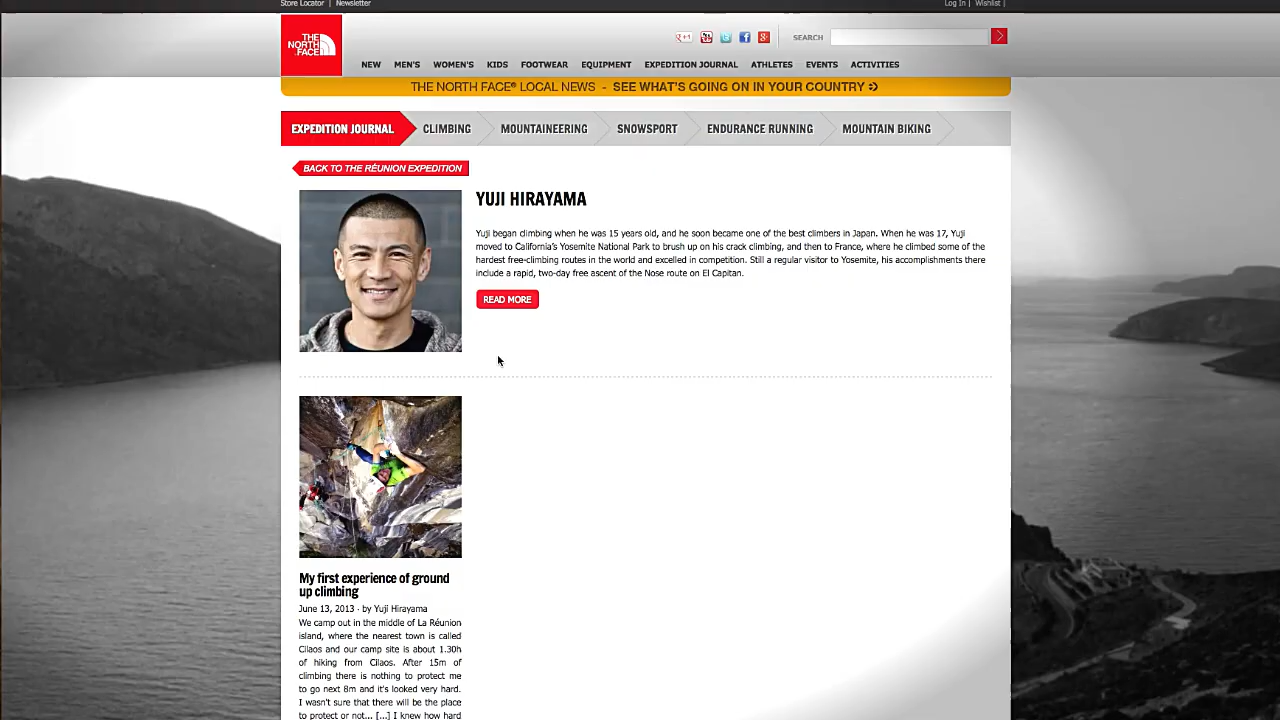 Store Locator | Newsletter
Log In | Wishlist |
THE
NORTH
FACE
SEARCH
NEW MEN'S WOMEN'S KIDS FOOTWEAR EQUIPMENT EXPEDITION JOURNAL ATHLETES EVENTS ACTIVITIES
THE NORTH FACE® LOCAL NEWS - SEE WHAT'S GOING ON IN YOUR COUNTRY
EXPEDITION JOURNAL CLIMBING MOUNTAINEERING SNOWSPORT ENDURANCE RUNNING MOUNTAIN BIKING
BACK TO THE RÉUNION EXPEDITION
YUJI HIRAYAMA
Yuji began climbing when he was 15 years old, and he soon became one of the best climbers in Japan. When he was 17, Yuji
moved to California's Yosemite National Park to brush up on his crack climbing, and then to France, where he climbed some of the
hardest free-climbing routes in the world and excelled in competition. Still a regular visitor to Yosemite, his accomplishments there
include a rapid, two-day free ascent of the Nose route on El Capitan.
READ MORE
My first experience of ground
up climbing
June 13, 2013 - by Yuji Hirayama
We camp out in the middle of La Réunion
island, where the nearest town is called
Cilaos and our camp site is about 1.30h
of hiking from Cilaos. After 15m of
climbing there is nothing to protect me
to go next 8m and it's looked very hard.
I wasn't sure that there will be the place
to protect or not... [...] I knew how hard